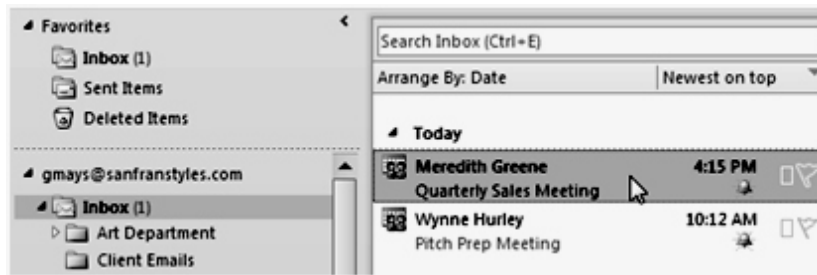 Favorites
Inbox (1)
Sent Items
Deleted Items
gmays@sanfranstyles.com
Inbox (1)
Art Department
Client Emails
Search Inbox (Ctrl+E)
Arrange By: Date Newest on top
Today
Meredith Greene 4:15 PM
Quarterly Sales Meeting
Wynne Hurley 10:12 AM
Pitch Prep Meeting